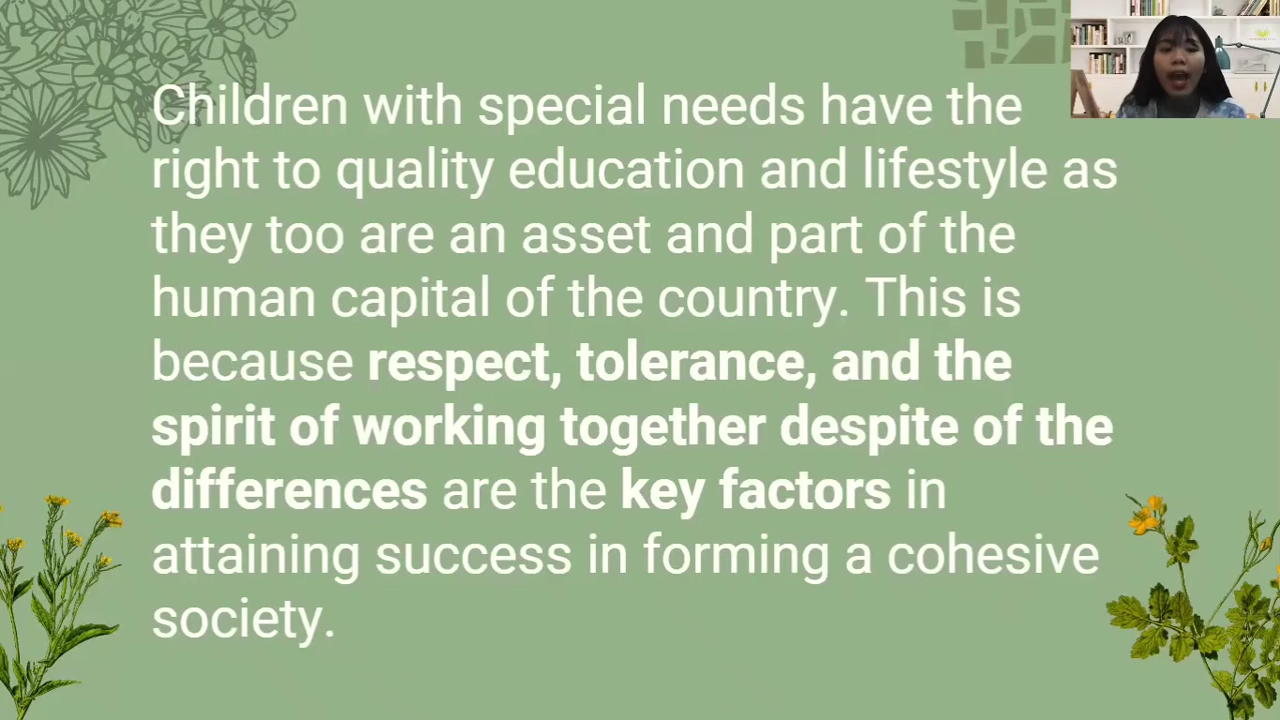 Children with special needs have the
right to quality education and lifestyle as
they too are an asset and part of the
human capital of the country. This is
because respect, tolerance, and the
spirit of working together despite of the
differences are the key factors in
attaining success in forming a cohesive
society.